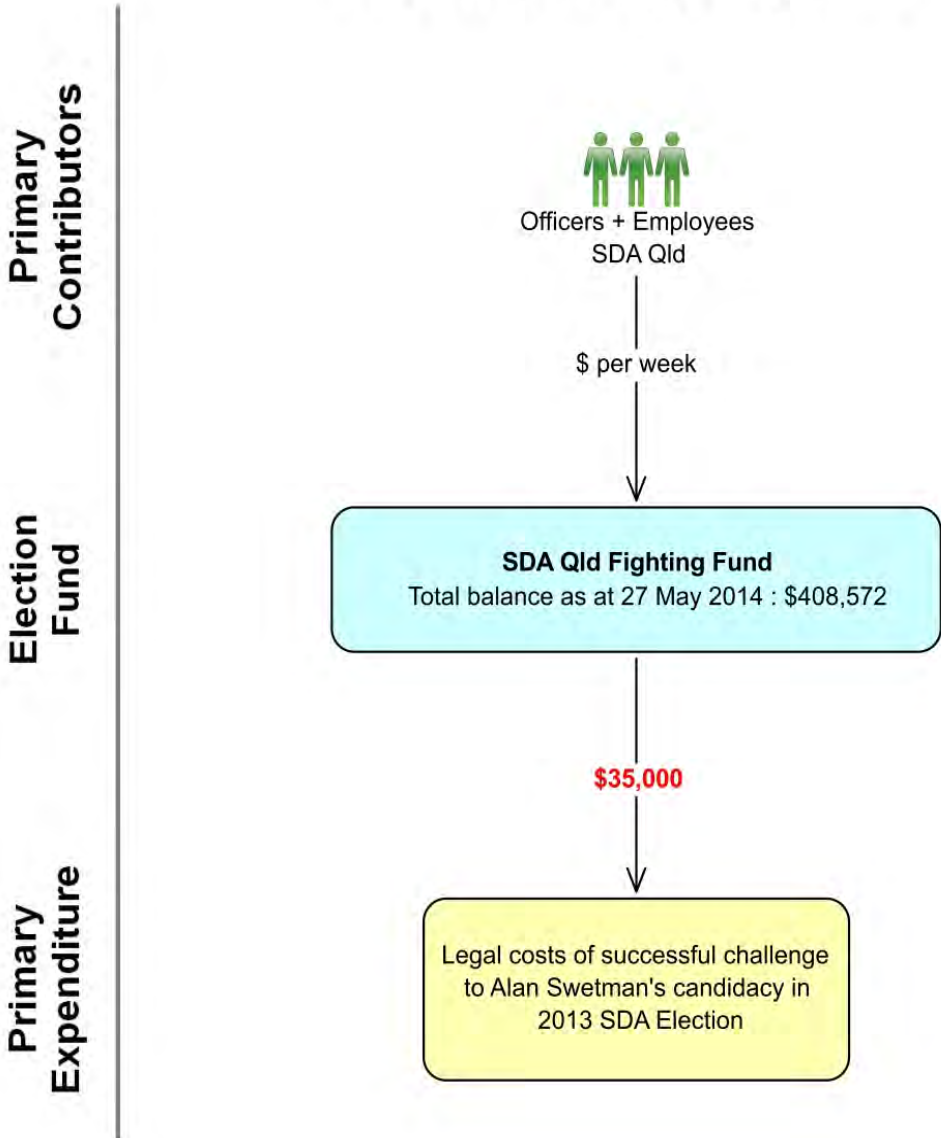 Primary
Contributors
Officers + Employees
SDA Qld
$ per week
Election
Fund
SDA Qld Fighting Fund
Total balance as at 27 May 2014 : $408,572
$35,000
Primary
Expenditure
Legal costs of successful challenge
to Alan Swetman's candidacy in
2013 SDA Election